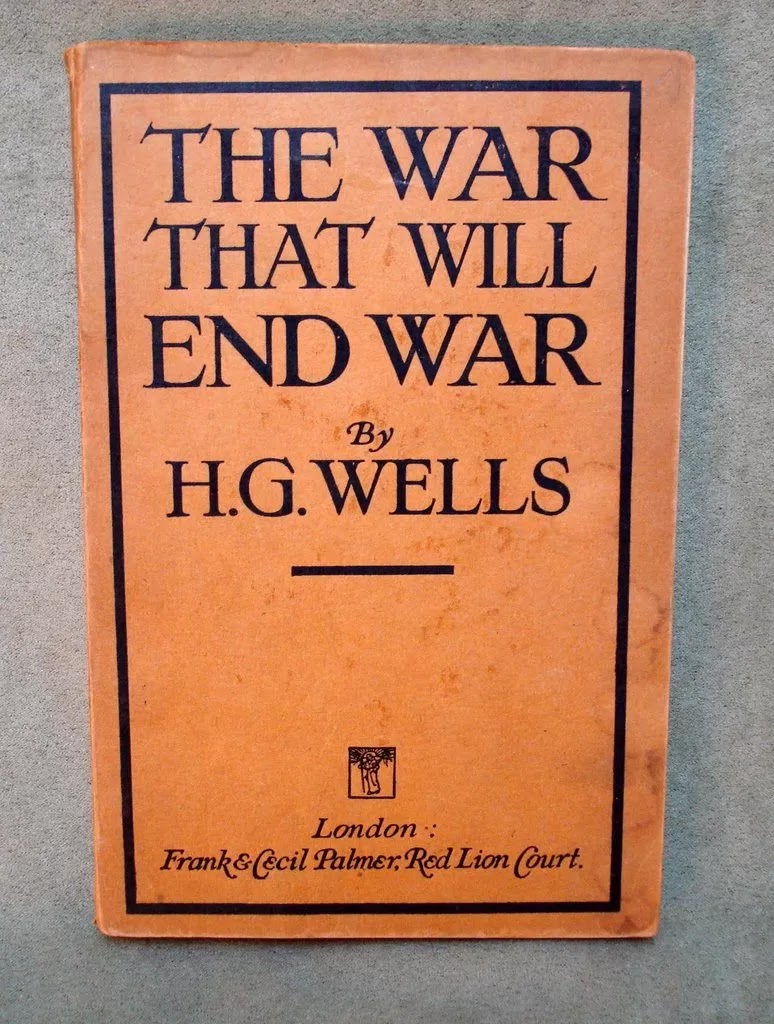 THE WAR
THAT WILL
END WAR
By
H.G. WELLS
London :
Frank & Cecil Palmer, Red Lion Court.